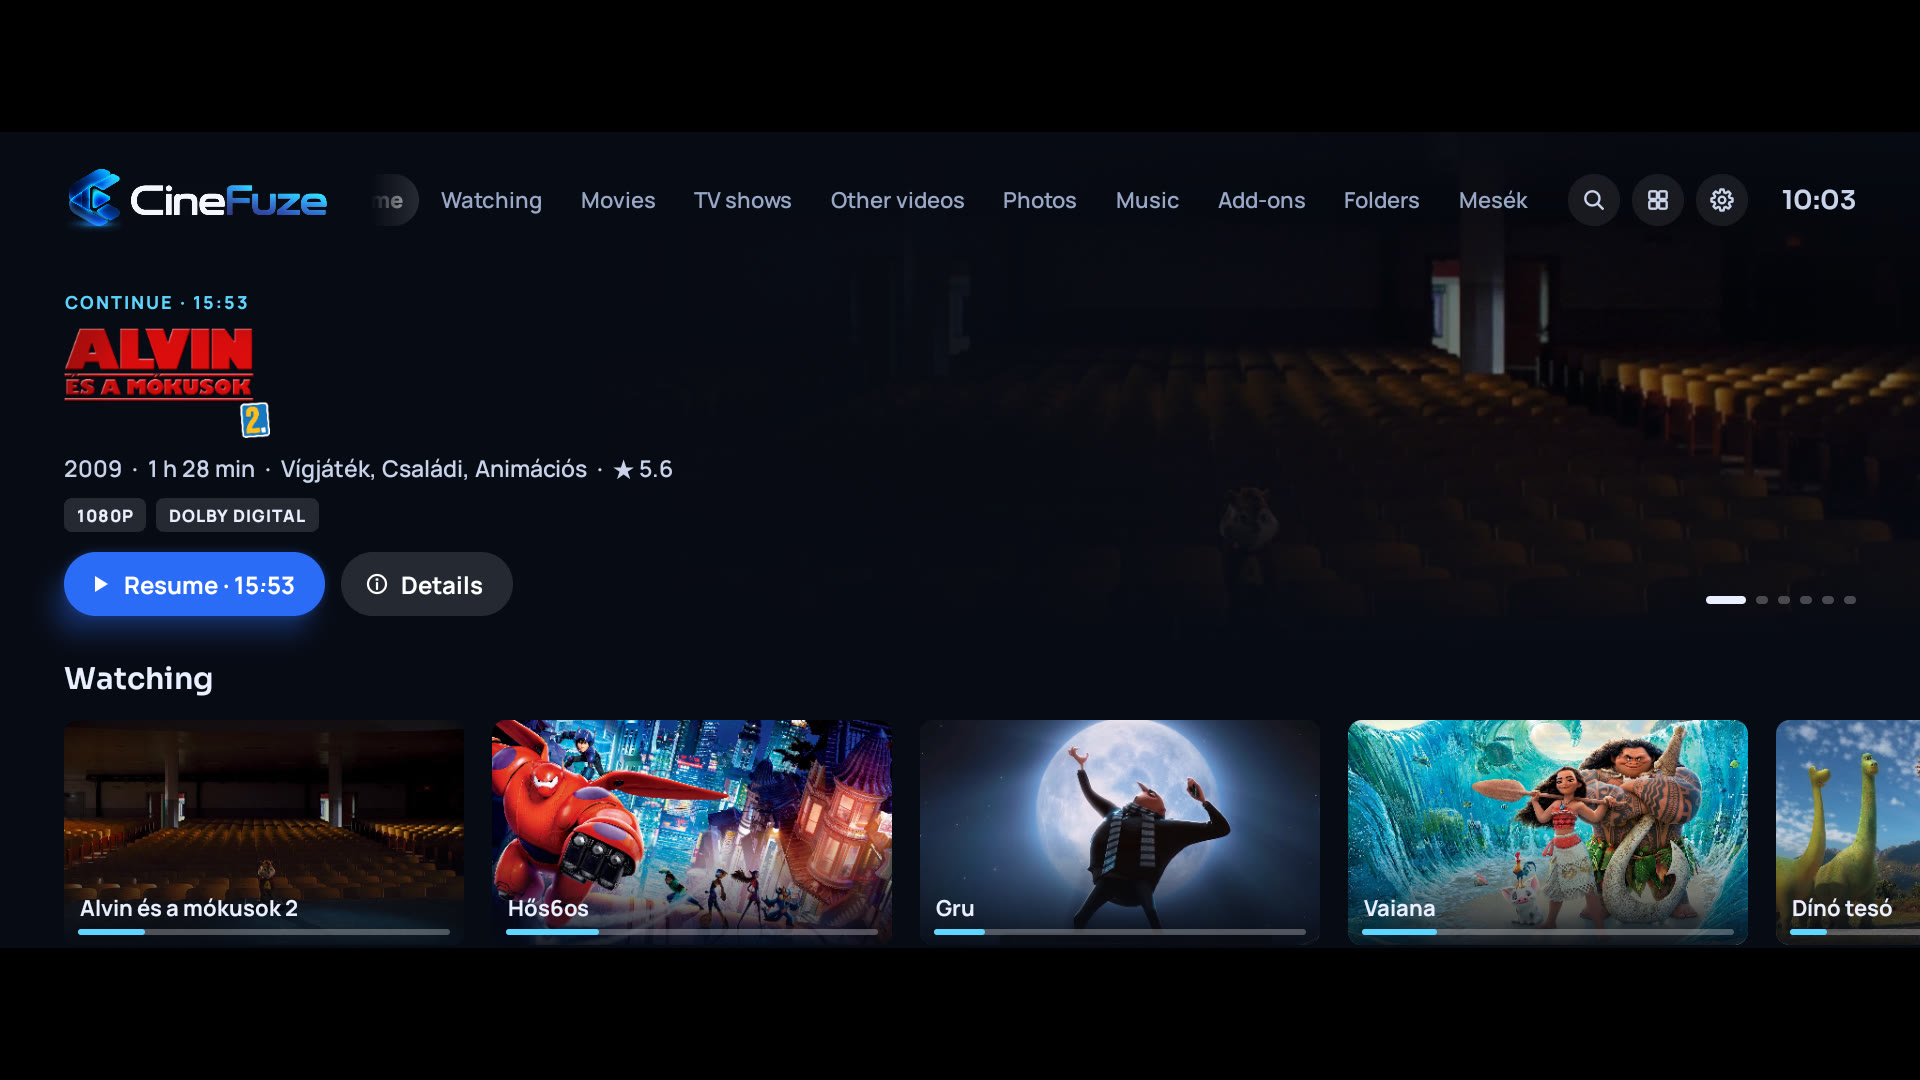 CineFuze
me Watching Movies TV shows Other videos Photos Music Add-ons Folders Mesék
10:03
CONTINUE · 15:53
ALVIN
ÉS A MÓKUSOK
2.
2009 · 1 h 28 min · Vígjáték, Családi, Animációs · ★ 5.6
1080P DOLBY DIGITAL
Resume · 15:53 Details
Watching
Alvin és a mókusok 2
Hős6os
Gru
Vaiana
Dínó tesó